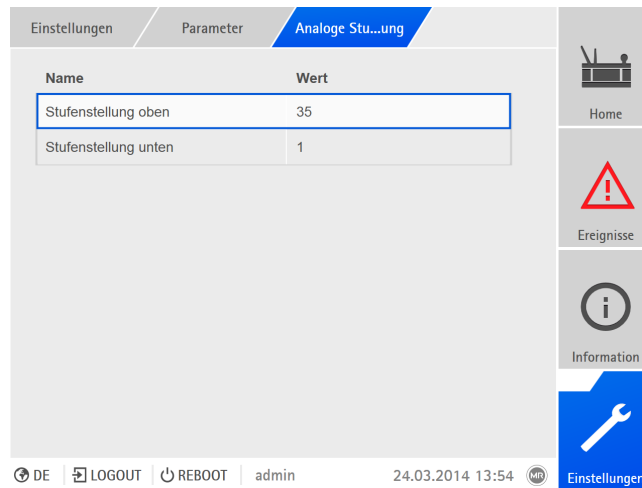 Einstellungen Parameter Analoge Stu...ung
Name Wert
Stufenstellung oben 35
Stufenstellung unten 1
Home
Ereignisse
Information
Einstellungen
DE LOGOUT REBOOT admin 24.03.2014 13:54 MR